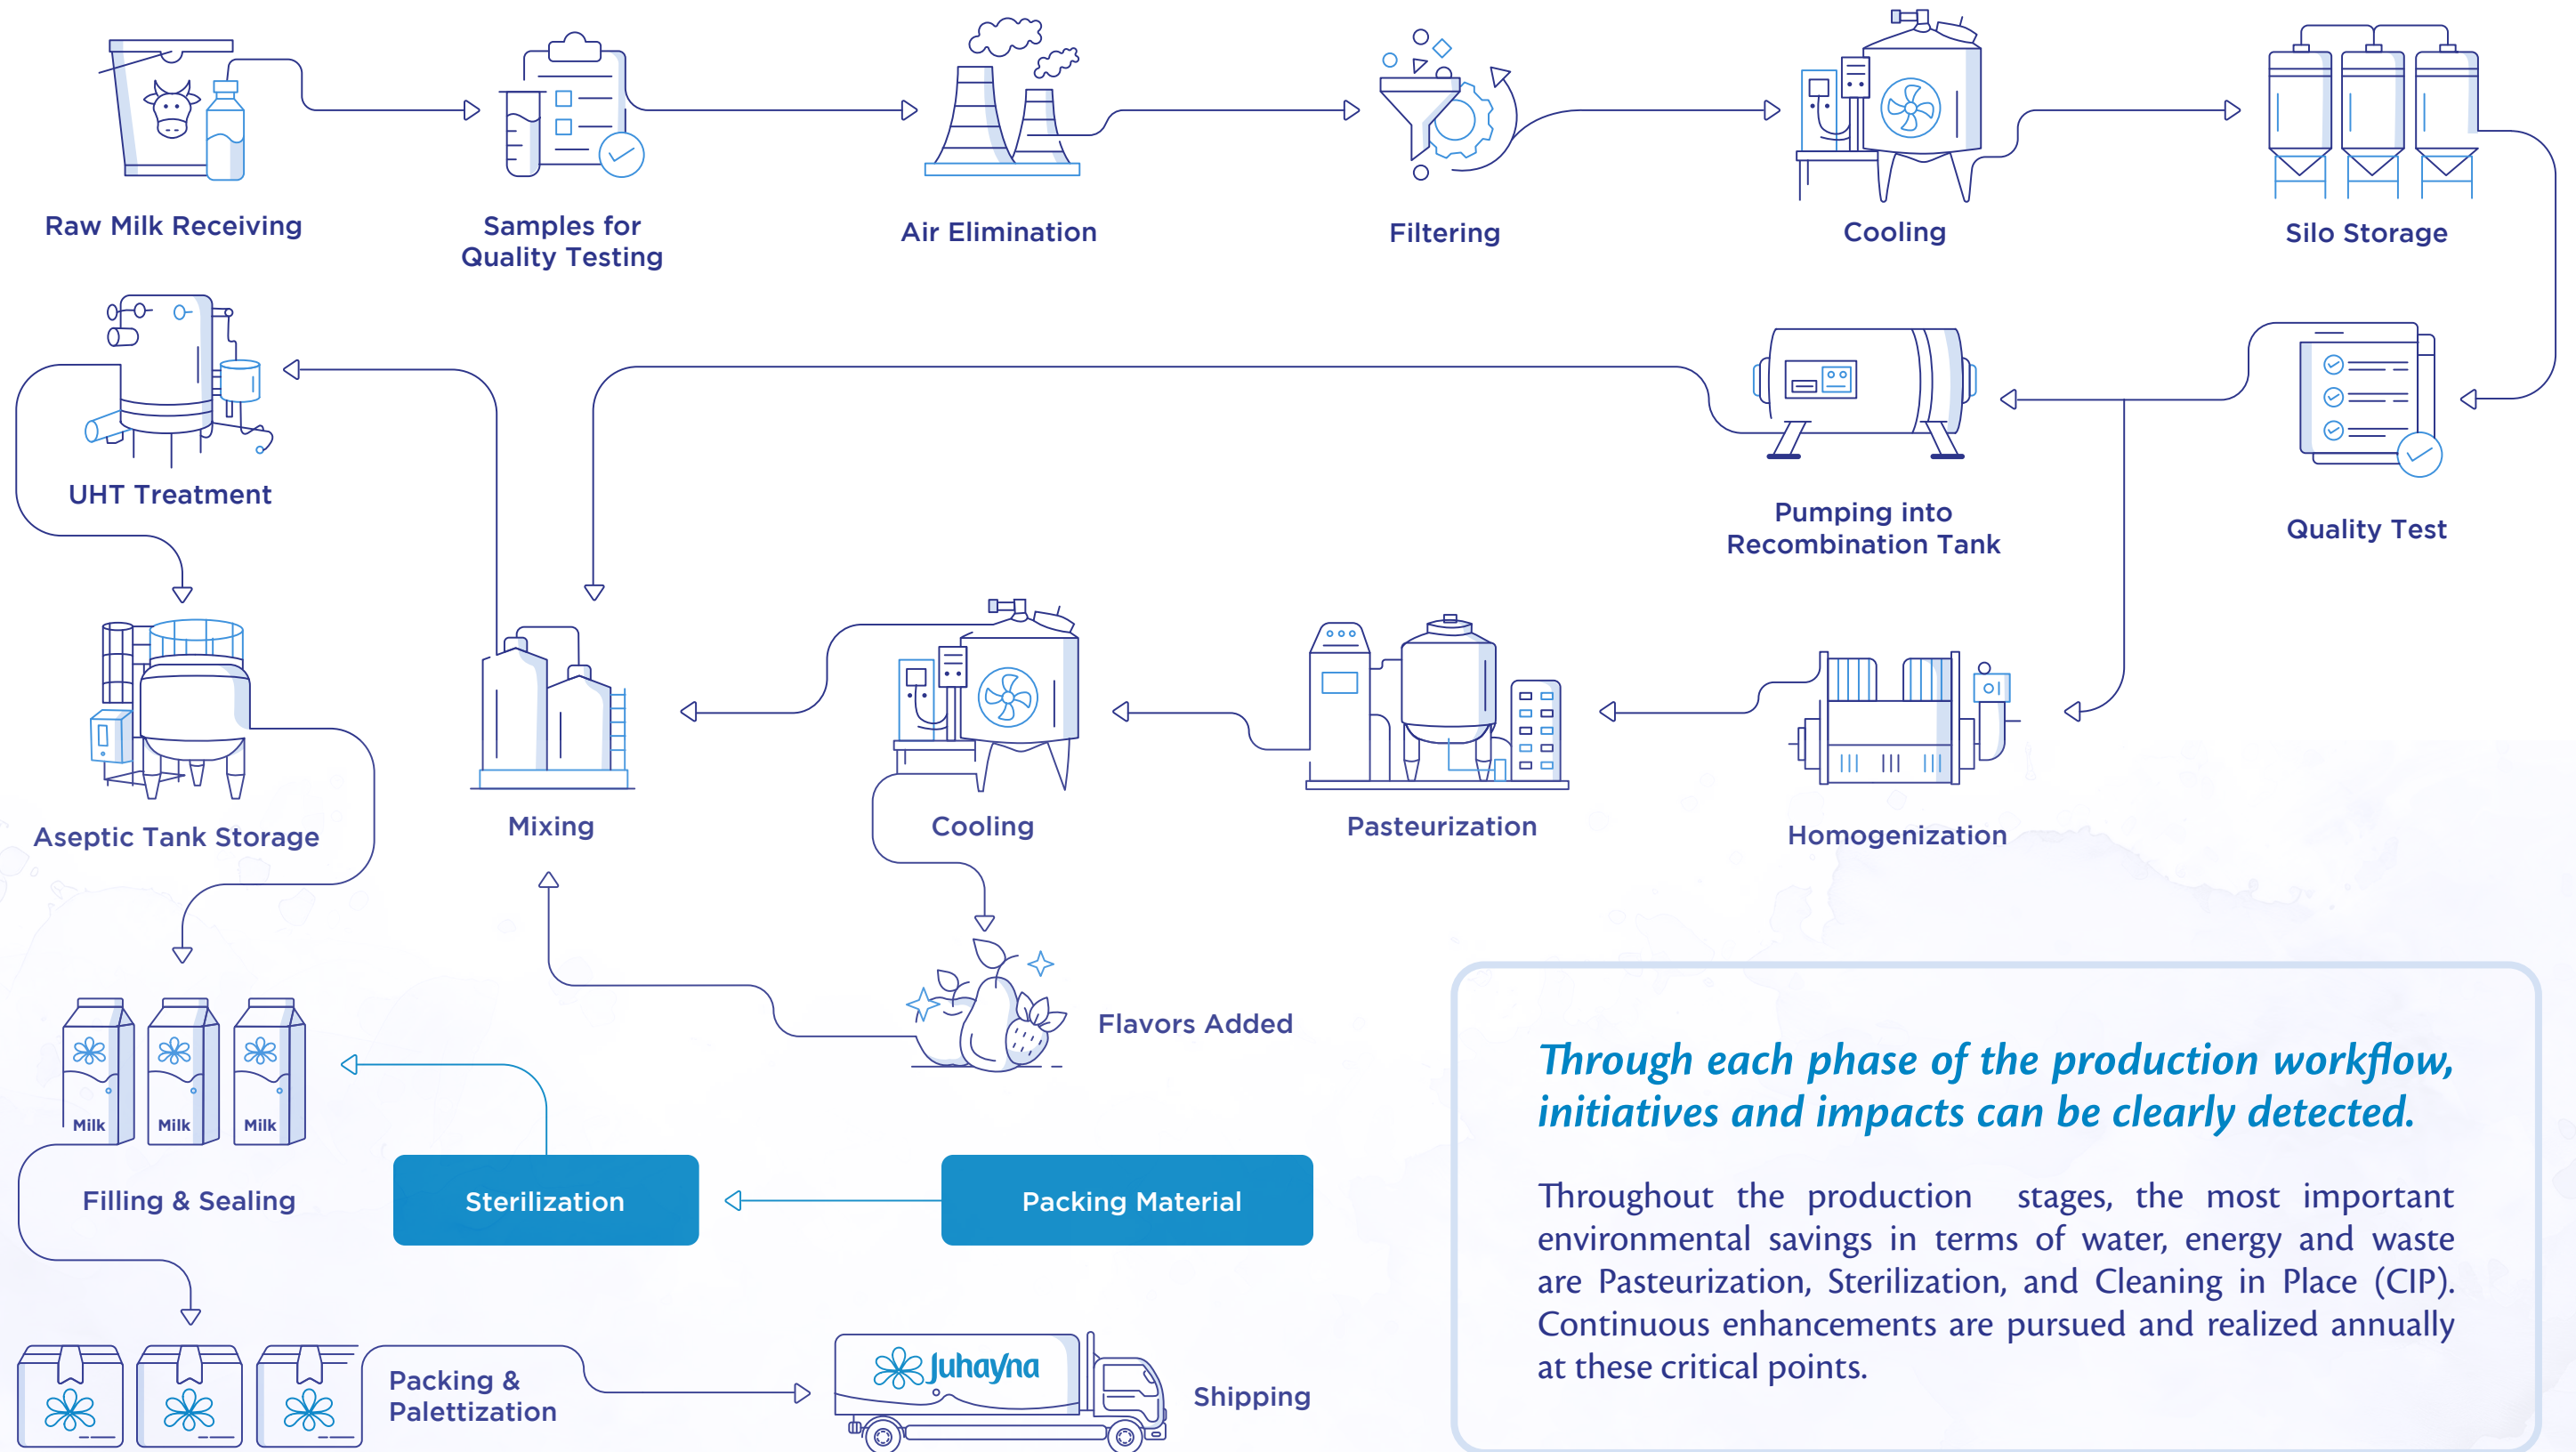 Raw Milk Receiving
Samples for
Quality Testing
Air Elimination
Filtering
Cooling
Silo Storage
UHT Treatment
Pumping into
Recombination Tank
Quality Test
Aseptic Tank Storage
Mixing
Cooling
Pasteurization
Homogenization
Flavors Added
Milk
Milk
Milk
Filling & Sealing
Sterilization
Packing Material
Packing &
Palettization
Juhayna
Shipping
Through each phase of the production workflow,
initiatives and impacts can be clearly detected.
Throughout the production stages, the most important
environmental savings in terms of water, energy and waste
are Pasteurization, Sterilization, and Cleaning in Place (CIP).
Continuous enhancements are pursued and realized annually
at these critical points.